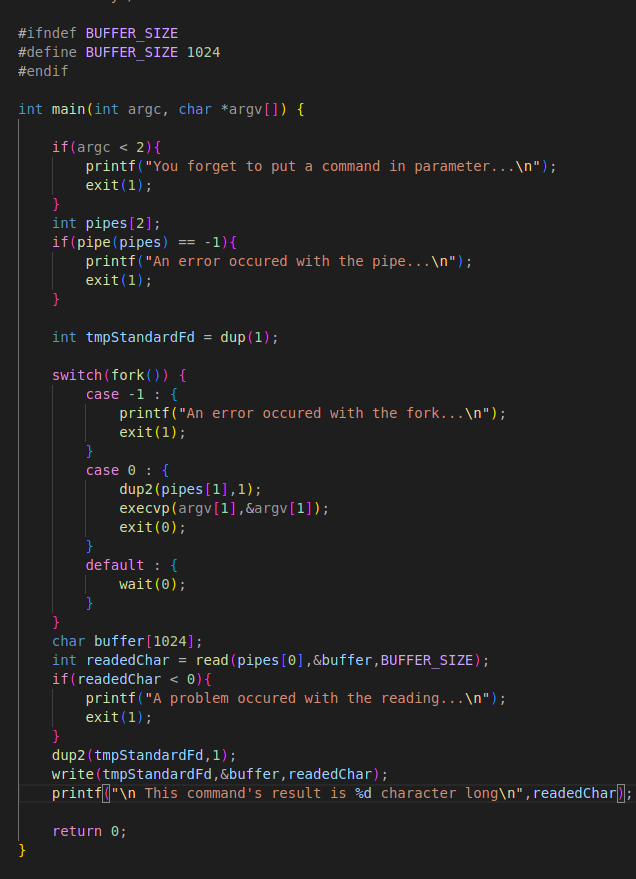 #ifndef BUFFER_SIZE
#define BUFFER_SIZE 1024
#endif
int main(int argc, char *argv[]) {
if(argc < 2){
printf("You forget to put a command in parameter...\n");
exit(1);
}
int pipes[2];
if(pipe(pipes) == -1){
printf("An error occured with the pipe...\n");
exit(1);
}
int tmpStandardFd = dup(1);
switch(fork()) {
case -1 : {
printf("An error occured with the fork...\n");
exit(1);
}
case 0 : {
dup2(pipes[1],1);
execvp(argv[1],&argv[1]);
exit(0);
}
default : {
wait(0);
}
}
char buffer[1024];
int readedChar = read(pipes[0],&buffer,BUFFER_SIZE);
if(readedChar < 0){
printf("A problem occured with the reading...\n");
exit(1);
}
dup2(tmpStandardFd,1);
write(tmpStandardFd,&buffer,readedChar);
printf("\n This command's result is %d character long\n",readedChar);
return 0;
}